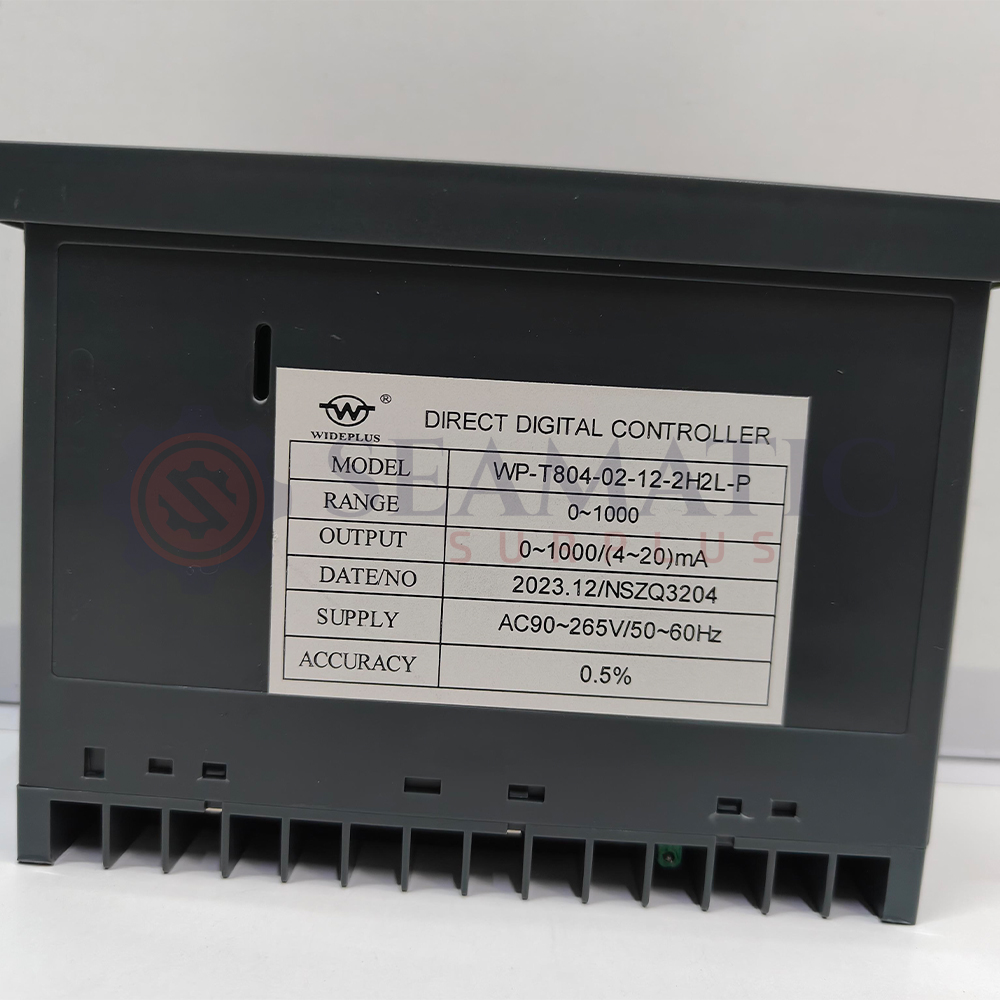 W ®
WIDEPLUS
DIRECT DIGITAL CONTROLLER
MODEL WP-T804-02-12-2H2L-P
RANGE 0~1000
OUTPUT 0~1000/(4~20)mA
DATE/NO 2023.12/NSZQ3204
SUPPLY AC90~265V/50~60Hz
ACCURACY 0.5%
SEAMATIC
SURPLUS